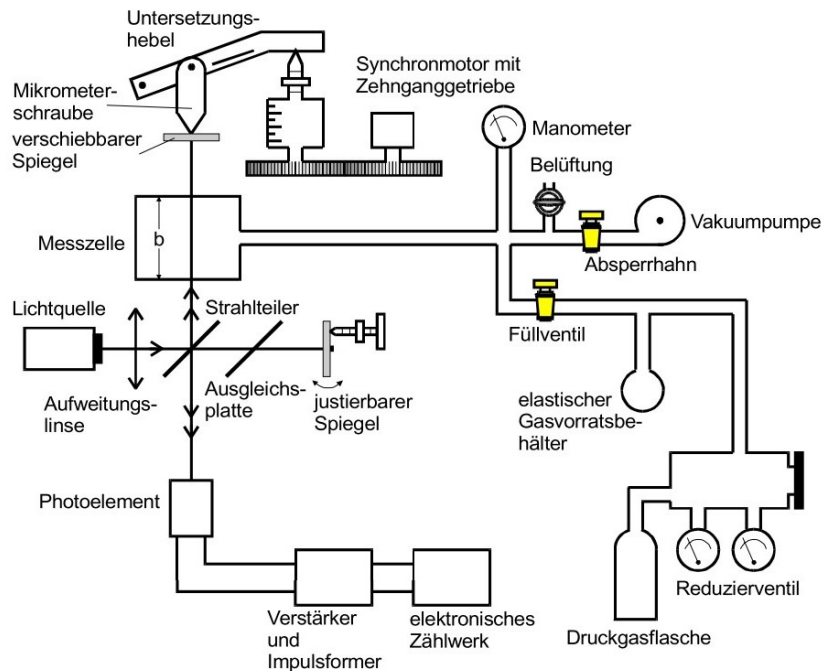 Untersetzungs-
hebel
Mikrometer-
schraube
verschiebbarer
Spiegel
Synchronmotor mit
Zehnganggetriebe
Manometer
Belüftung
Vakuumpumpe
Absperrhahn
Messzelle
b
Lichtquelle
Strahlteiler
Füllventil
Aufweitungs-
linse
Ausgleichs-
platte
justierbarer
Spiegel
elastischer
Gasvorratsbe-
hälter
Photoelement
Reduzierventil
Verstärker
und
Impulsformer
elektronisches
Zählwerk
Druckgasflasche